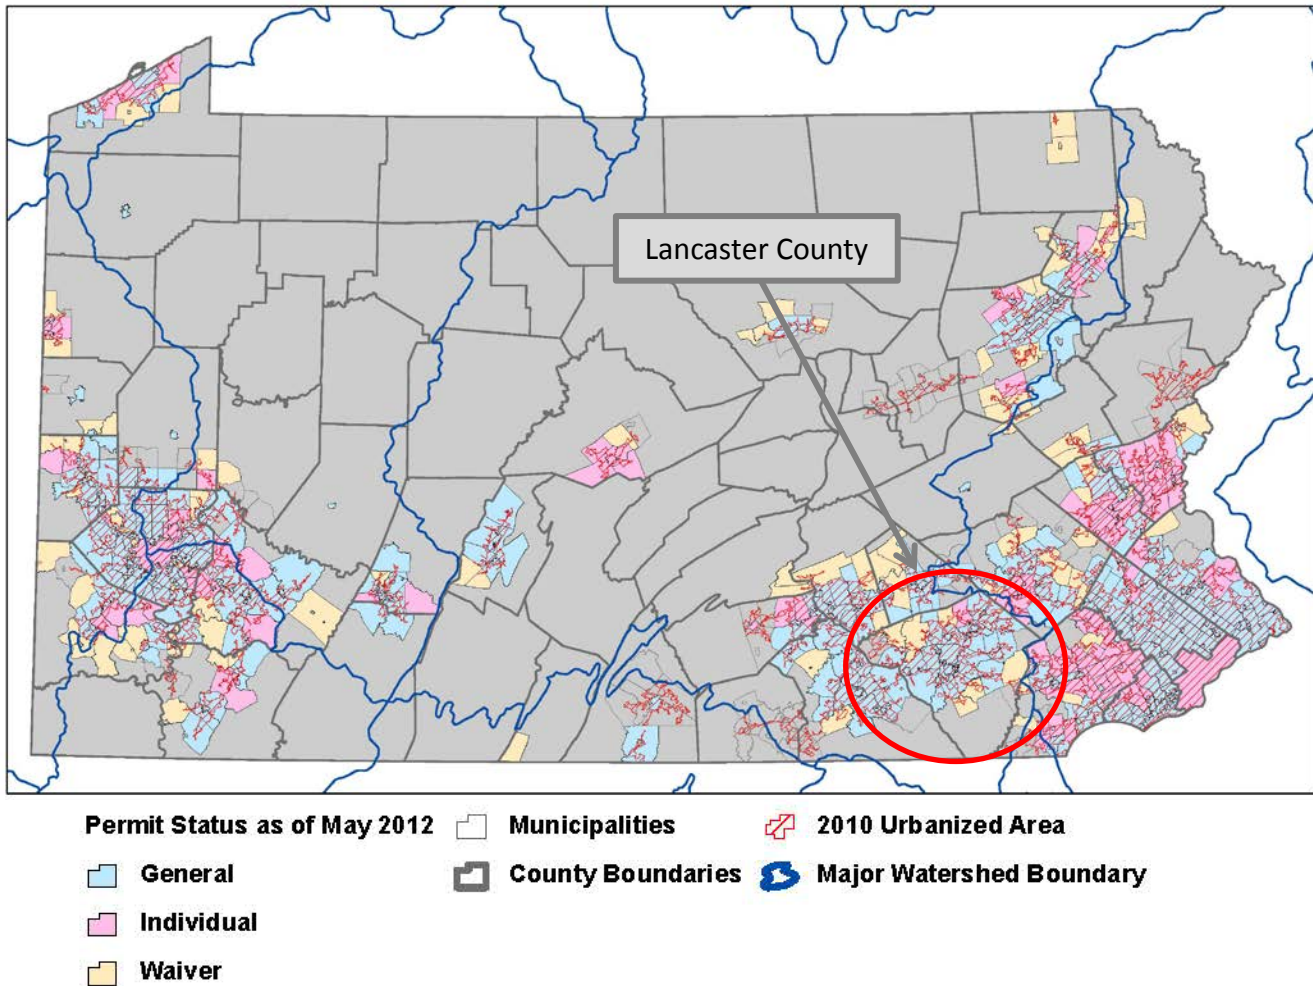 Lancaster County
Permit Status as of May 2012
Municipalities
2010 Urbanized Area
General
County Boundaries
Major Watershed Boundary
Individual
Waiver